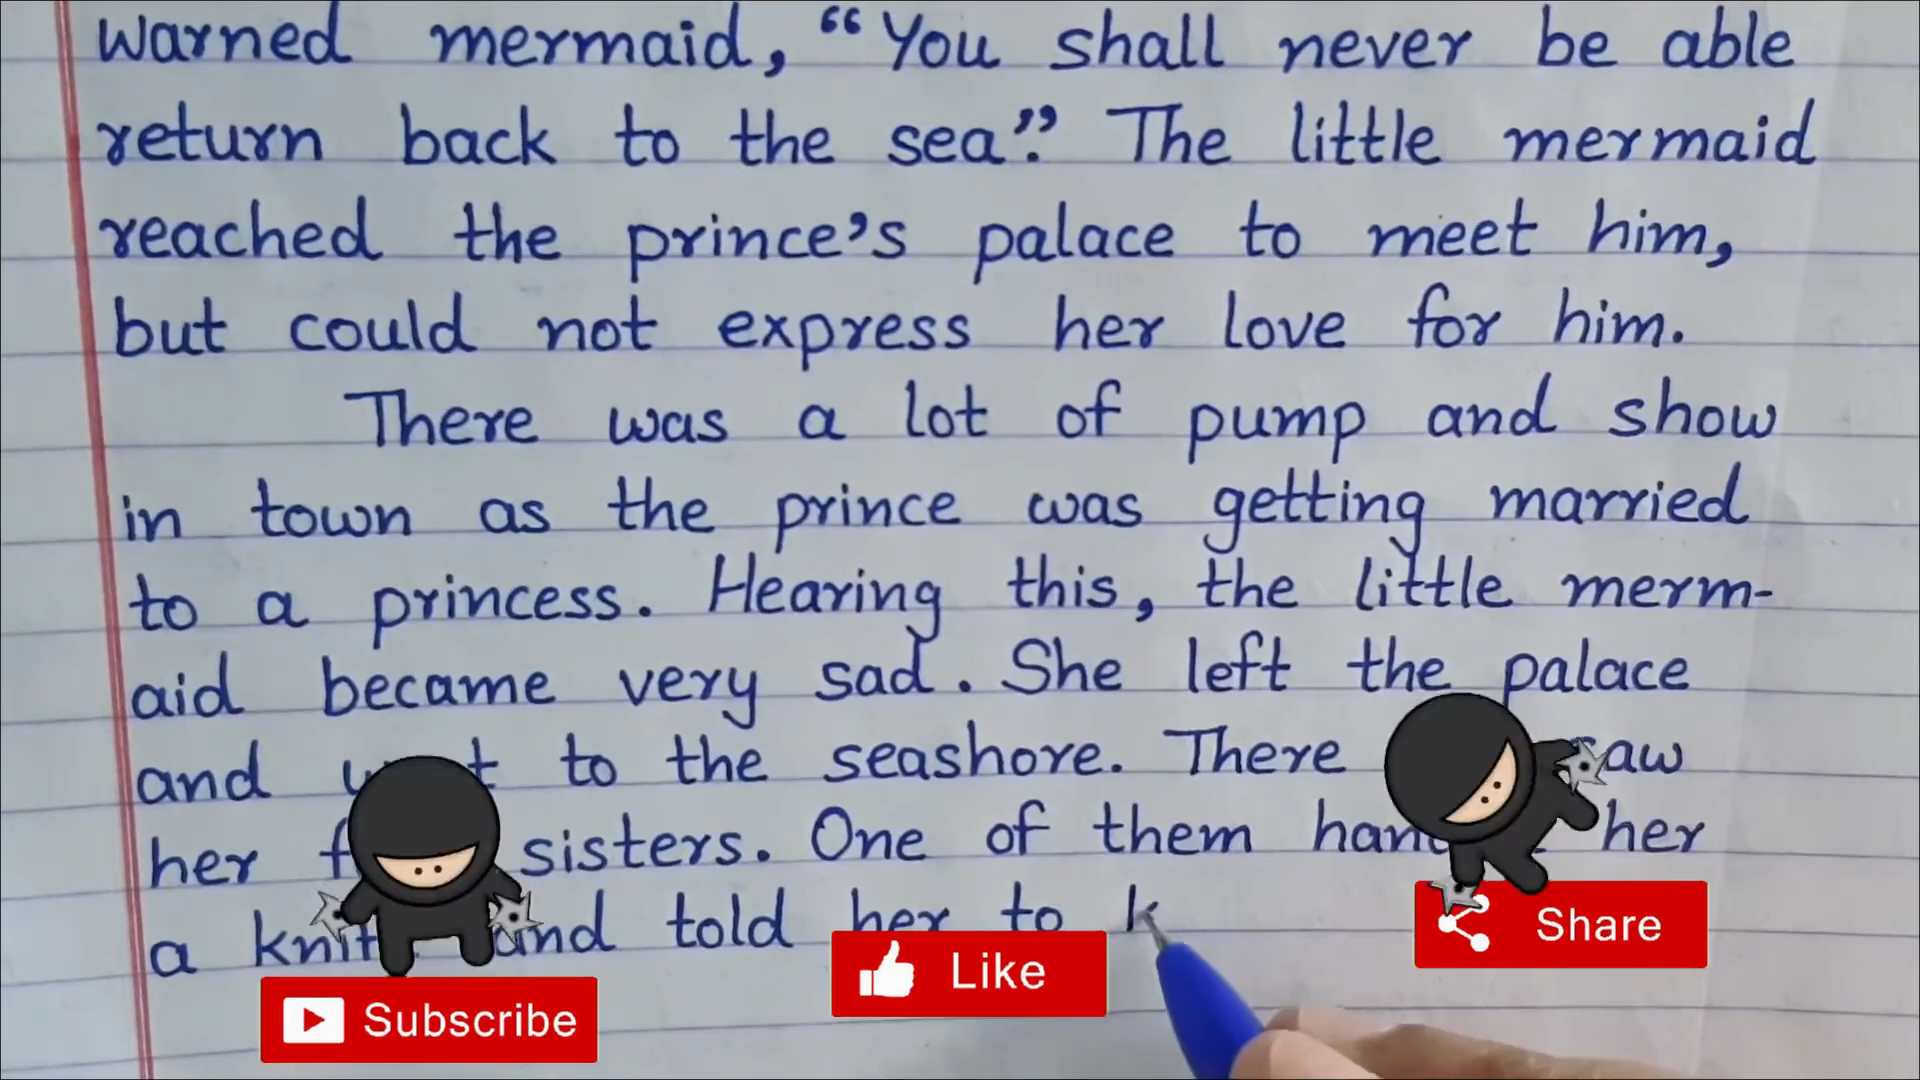 warned mermaid, “You shall never be able
return back to the sea”. The little mermaid
reached the prince’s palace to meet him,
but could not express her love for him.
There was a lot of pump and show
in town as the prince was getting married
to a princess. Hearing this, the little merm-
aid became very sad. She left the palace
and to the seashore. There
her sisters. One of them her
a and told her to k
Share
Like
Subscribe